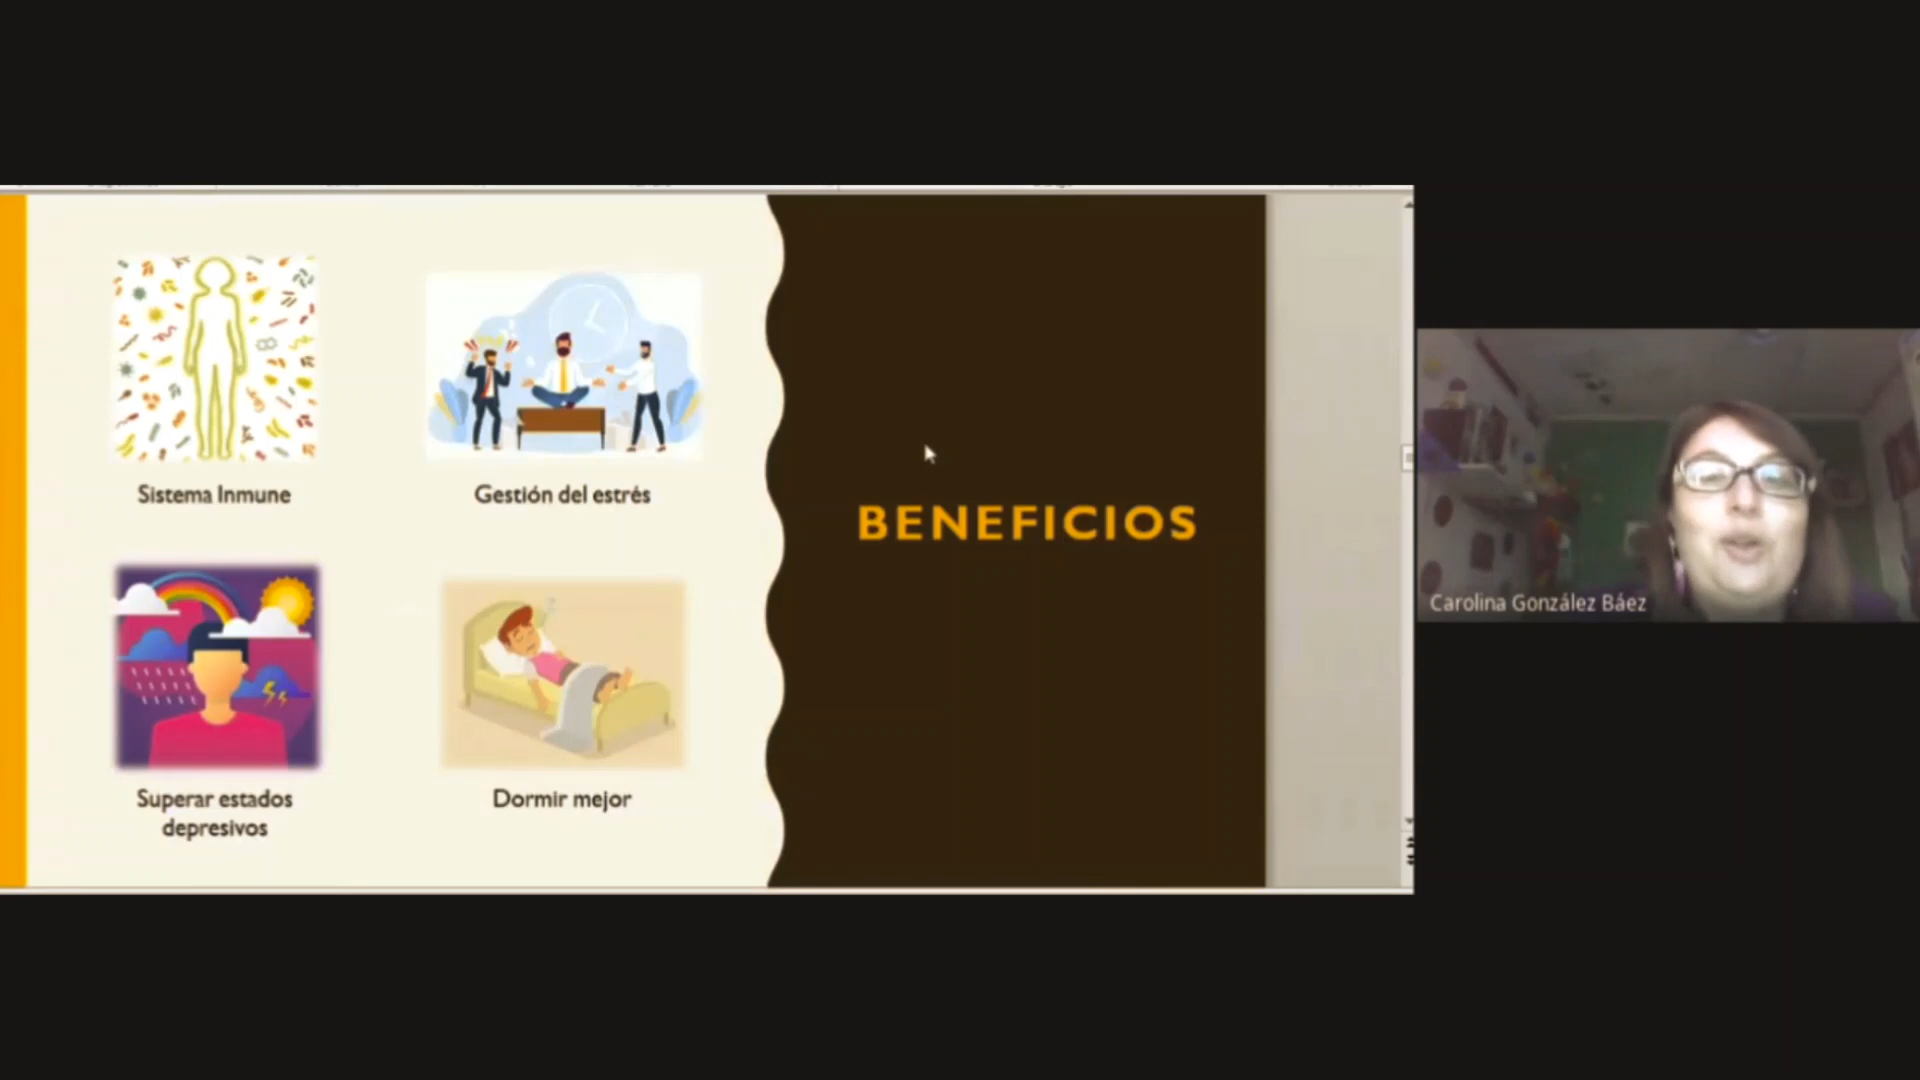 Sistema Inmune
Gestión del estrés
Superar estados
depresivos
Dormir mejor
BENEFICIOS
Carolina González Báez